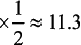 ×1/2 ≈ 11.3